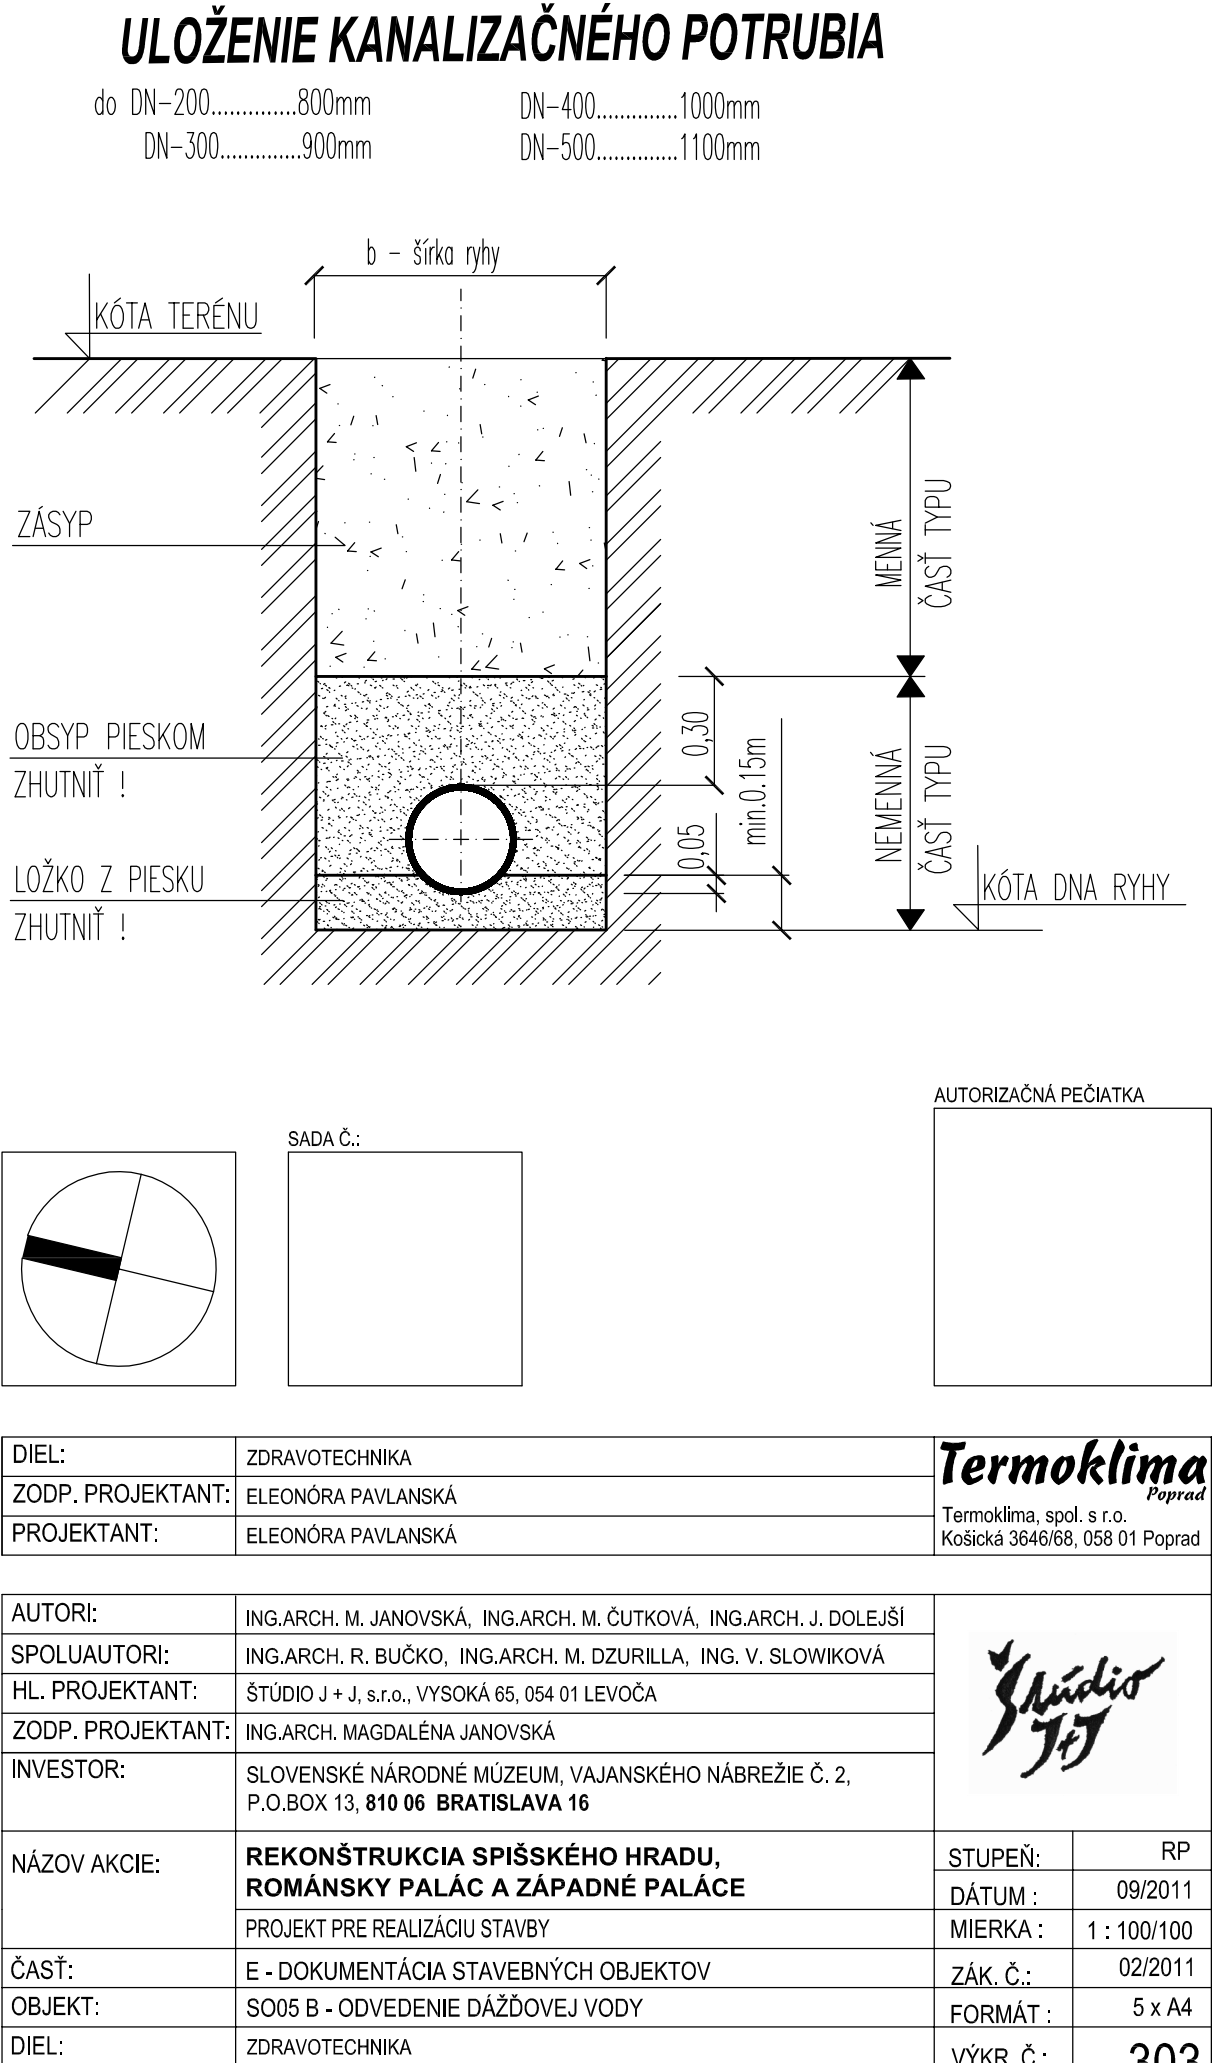 ULOŽENIE KANALIZAČNÉHO POTRUBIA
do DN-200..............800mm
DN-300..............900mm
DN-400..............1000mm
DN-500..............1100mm
b - šírka ryhy
KÓTA TERÉNU
ZÁSYP
MENNÁ
ČASŤ TYPU
OBSYP PIESKOM
ZHUTNIŤ !
0,30
min.0.15m
NEMENNÁ
ČASŤ TYPU
0,05
LOŽKO Z PIESKU
ZHUTNIŤ !
KÓTA DNA RYHY
AUTORIZAČNÁ PEČIATKA
SADA Č.:
DIEL: ZDRAVOTECHNIKA
ZODP. PROJEKTANT: ELEONÓRA PAVLANSKÁ
PROJEKTANT: ELEONÓRA PAVLANSKÁ
Termoklima
Poprad
Termoklima, spol. s r.o.
Košická 3646/68, 058 01 Poprad
AUTORI: ING.ARCH. M. JANOVSKÁ, ING.ARCH. M. ČUTKOVÁ, ING.ARCH. J. DOLEJŠÍ
SPOLUAUTORI: ING.ARCH. R. BUČKO, ING.ARCH. M. DZURILLA, ING. V. SLOWIKOVÁ
HL. PROJEKTANT: ŠTÚDIO J + J, s.r.o., VYSOKÁ 65, 054 01 LEVOČA
ZODP. PROJEKTANT: ING.ARCH. MAGDALÉNA JANOVSKÁ
INVESTOR: SLOVENSKÉ NÁRODNÉ MÚZEUM, VAJANSKÉHO NÁBREŽIE Č. 2,
P.O.BOX 13, 810 06 BRATISLAVA 16
Štúdio
J+J
NÁZOV AKCIE: REKONŠTRUKCIA SPIŠSKÉHO HRADU,
ROMÁNSKY PALÁC A ZÁPADNÉ PALÁCE
PROJEKT PRE REALIZÁCIU STAVBY
STUPEŇ: RP
DÁTUM : 09/2011
MIERKA : 1 : 100/100
ČASŤ: E - DOKUMENTÁCIA STAVEBNÝCH OBJEKTOV
ZÁK. Č.: 02/2011
OBJEKT: SO05 B - ODVEDENIE DÁŽĎOVEJ VODY
FORMÁT : 5 x A4
DIEL: ZDRAVOTECHNIKA
VÝKR. Č.: 303